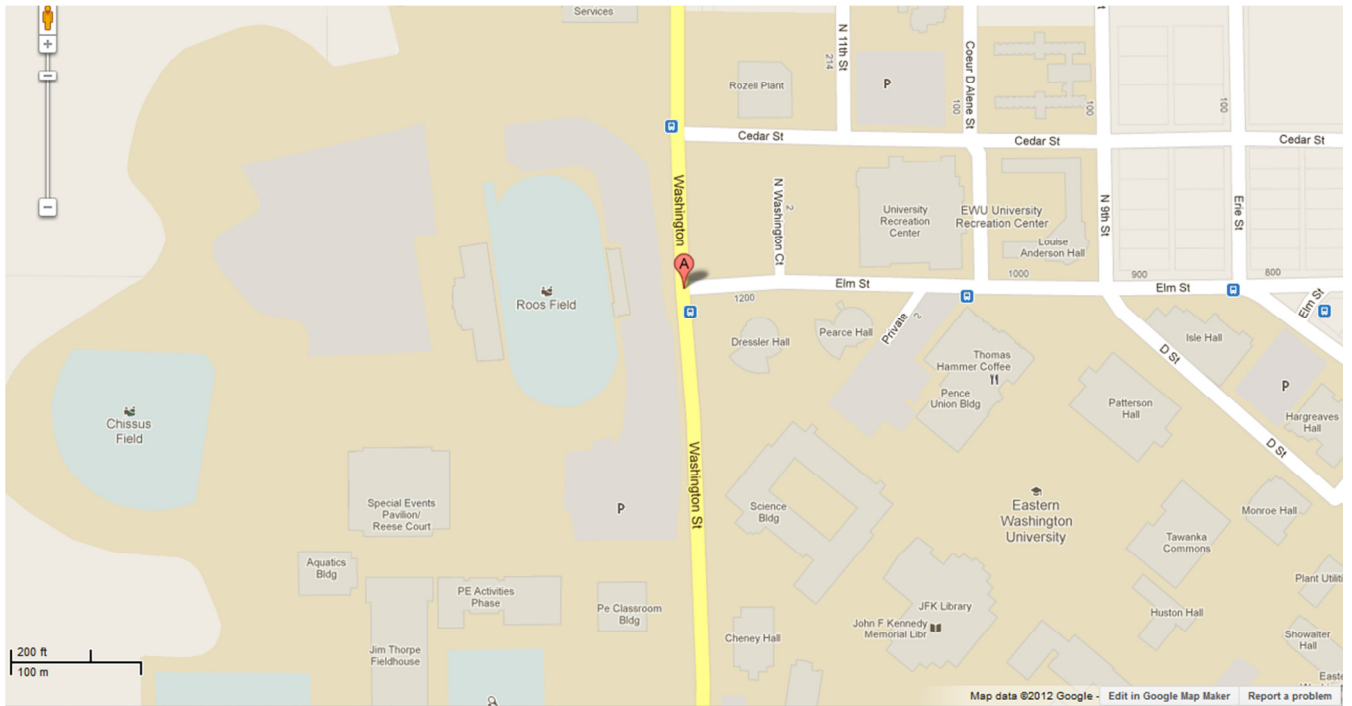 Services
N 11th St
214
Coeur D Alene St
100
100
100
Rozell Plant
P
Cedar St
Cedar St
Cedar St
Washington
N Washington Ct
2
University
Recreation
Center
EWU University
Recreation Center
Louise
Anderson Hall
N 9th St
Erie St
A
Roos Field
1200
Elm St
1000
900
Elm St
800
Elm St
Dressler Hall
Pearce Hall
Private
2
Thomas
Hammer Coffee
Pence
Union Bldg
Isle Hall
D St
P
Patterson
Hall
Hargreaves
Hall
D St
Chissus
Field
Washington St
Special Events
Pavilion/
Reese Court
P
Science
Bldg
Eastern
Washington
University
Monroe Hall
Tawanka
Commons
Aquatics
Bldg
PE Activities
Phase
Pe Classroom
Bldg
JFK Library
John F Kennedy
Memorial Libr
Plant Utiliti
Huston Hall
Cheney Hall
Showalter
Hall
Jim Thorpe
Fieldhouse
200 ft
100 m
Map data ©2012 Google -
Edit in Google Map Maker
Report a problem